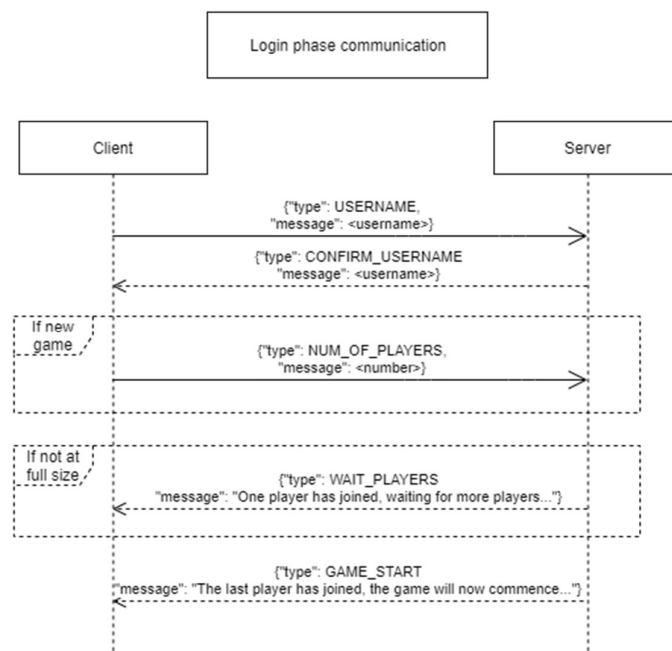 Login phase communication
Client
Server
{"type": USERNAME,
"message": <username>}
{"type": CONFIRM_USERNAME
"message": <username>}
If new
game
{"type": NUM_OF_PLAYERS,
"message": <number>}
If not at
full size
{"type": WAIT_PLAYERS
"message": "One player has joined, waiting for more players..."}
{"type": GAME_START
"message": "The last player has joined, the game will now commence..."}